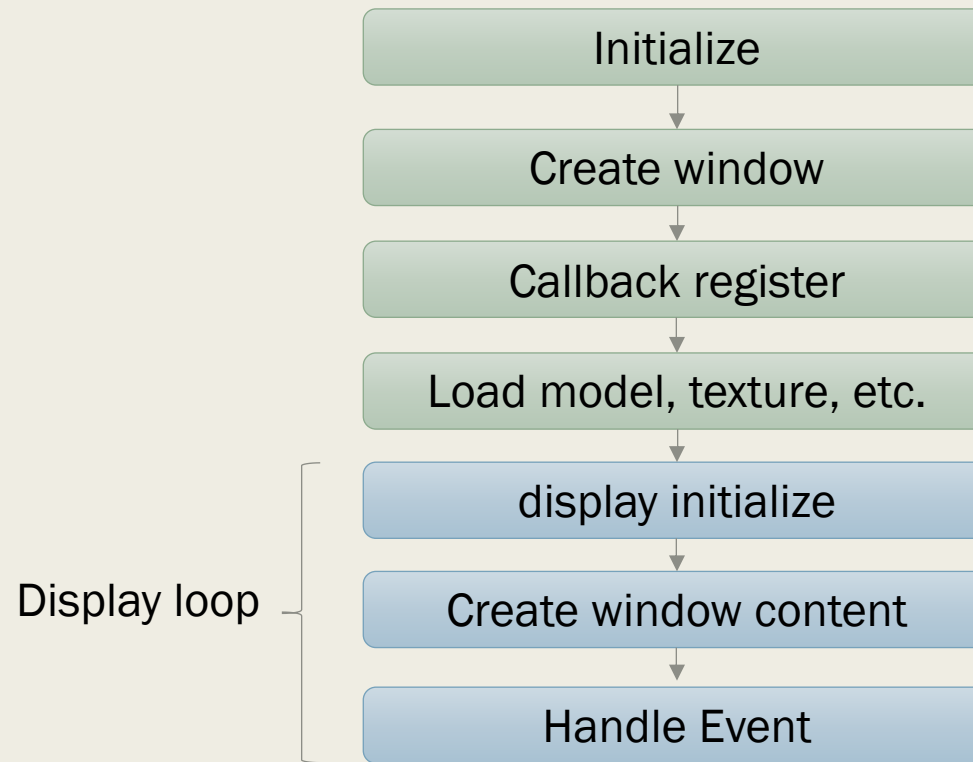 Initialize
Create window
Callback register
Load model, texture, etc.
display initialize
Display loop
Create window content
Handle Event